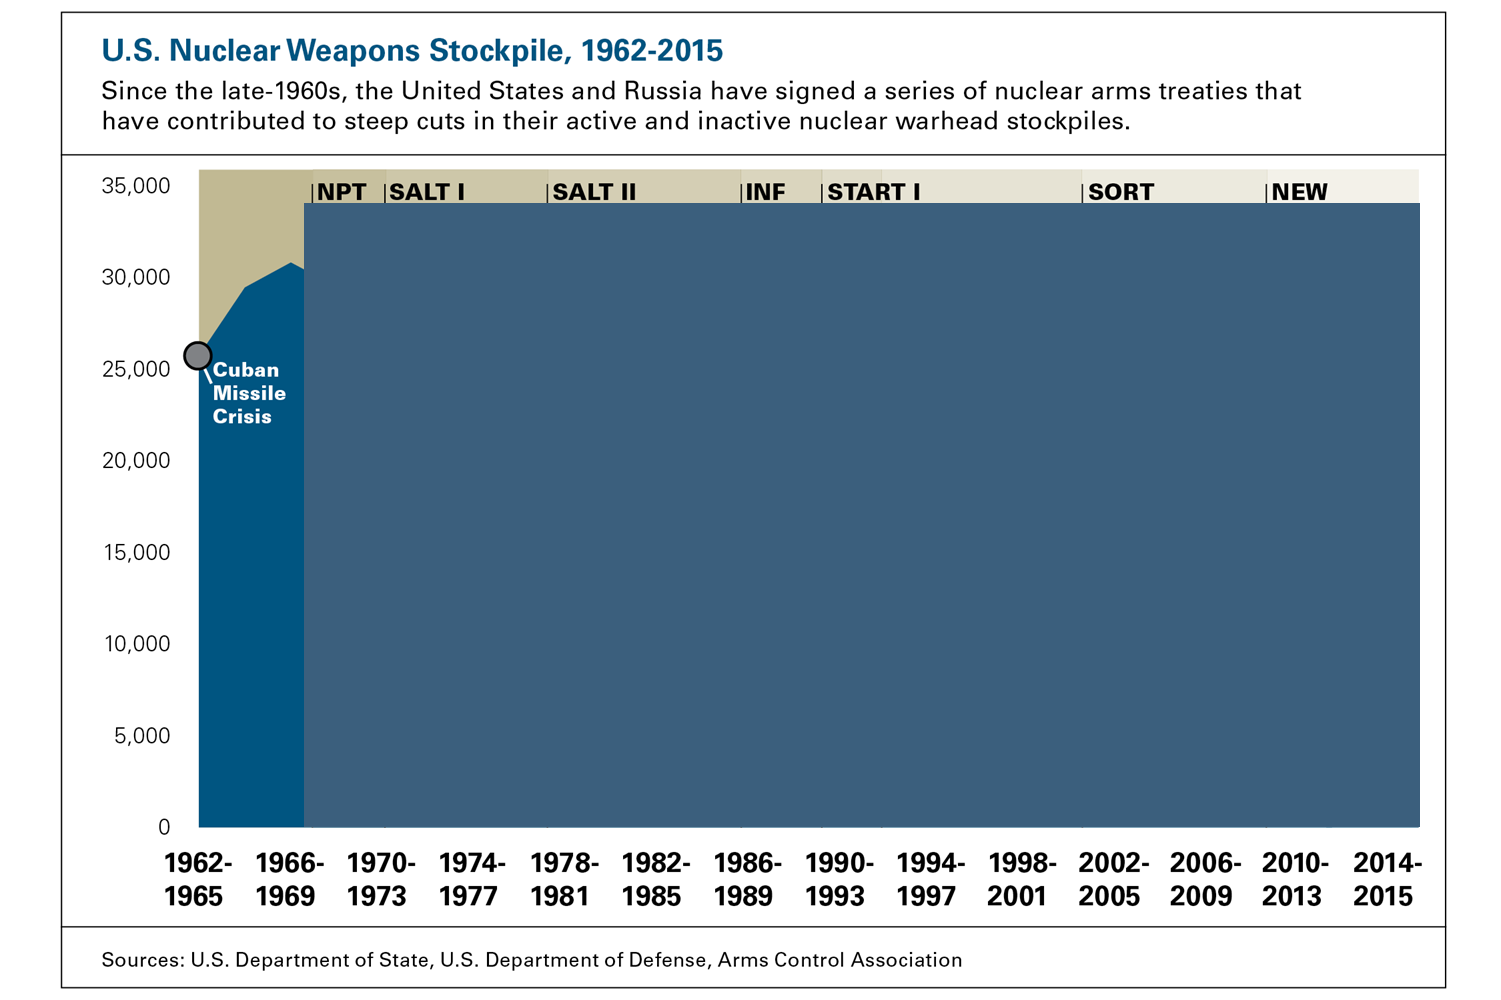 U.S. Nuclear Weapons Stockpile, 1962-2015
Since the late-1960s, the United States and Russia have signed a series of nuclear arms treaties that
have contributed to steep cuts in their active and inactive nuclear warhead stockpiles.
35,000
NPT SALT I SALT II INF START I SORT NEW
30,000
25,000
Cuban
Missile
Crisis
20,000
15,000
10,000
5,000
0
1962- 1966- 1970- 1974- 1978- 1982- 1986- 1990- 1994- 1998- 2002- 2006- 2010- 2014-
1965 1969 1973 1977 1981 1985 1989 1993 1997 2001 2005 2009 2013 2015
Sources: U.S. Department of State, U.S. Department of Defense, Arms Control Association